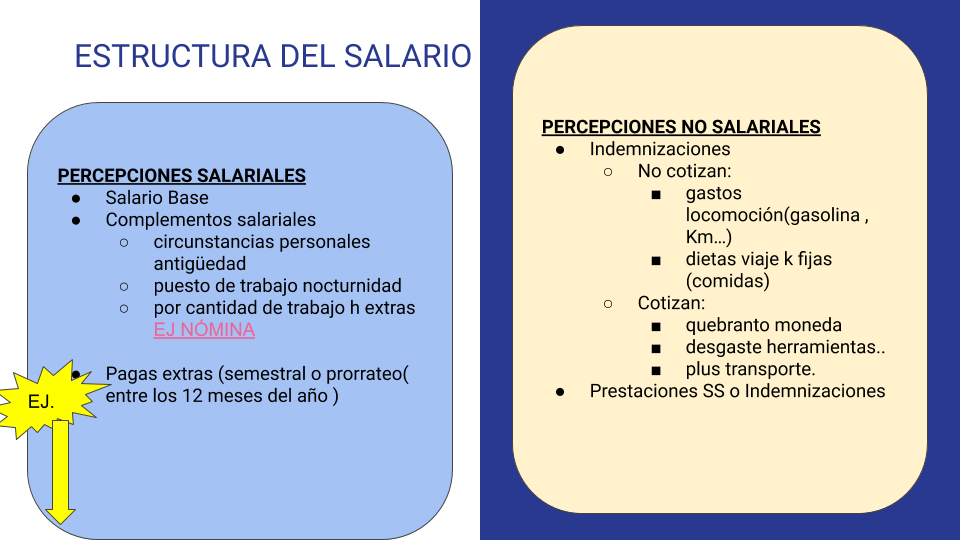 ESTRUCTURA DEL SALARIO
PERCEPCIONES SALARIALES
● Salario Base
● Complementos salariales
○ circunstancias personales
antigüedad
○ puesto de trabajo nocturnidad
○ por cantidad de trabajo h extras
EJ NÓMINA
● Pagas extras (semestral o prorrateo(
entre los 12 meses del año )
EJ.
PERCEPCIONES NO SALARIALES
● Indemnizaciones
○ No cotizan:
■ gastos
locomoción(gasolina ,
Km…)
■ dietas viaje k fijas
(comidas)
○ Cotizan:
■ quebranto moneda
■ desgaste herramientas..
■ plus transporte.
● Prestaciones SS o Indemnizaciones